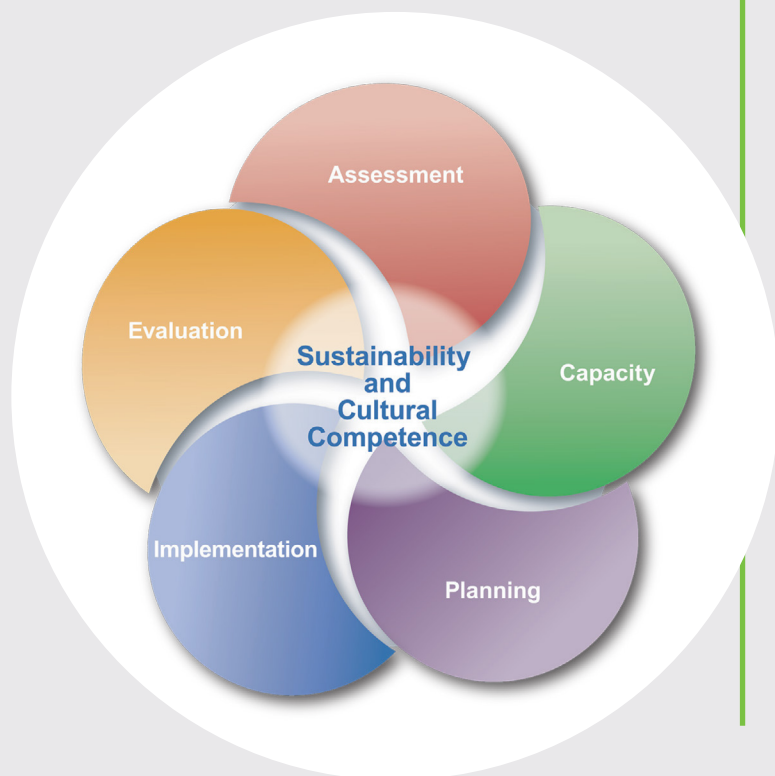 Assessment
Capacity
Planning
Implementation
Evaluation
Sustainability
and
Cultural
Competence